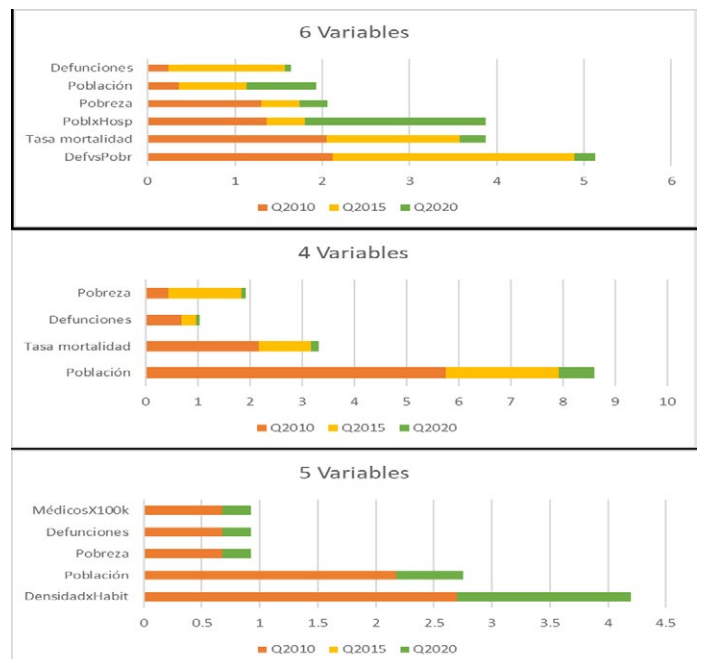 6 Variables
Defunciones
Población
Pobreza
PoblxHosp
Tasa mortalidad
DefvsPobr
0 1 2 3 4 5 6
Q2010 Q2015 Q2020
4 Variables
Pobreza
Defunciones
Tasa mortalidad
Población
0 1 2 3 4 5 6 7 8 9 10
Q2010 Q2015 Q2020
5 Variables
MédicosX100k
Defunciones
Pobreza
Población
DensidadxHabit
0 0.5 1 1.5 2 2.5 3 3.5 4 4.5
Q2010 Q2015 Q2020